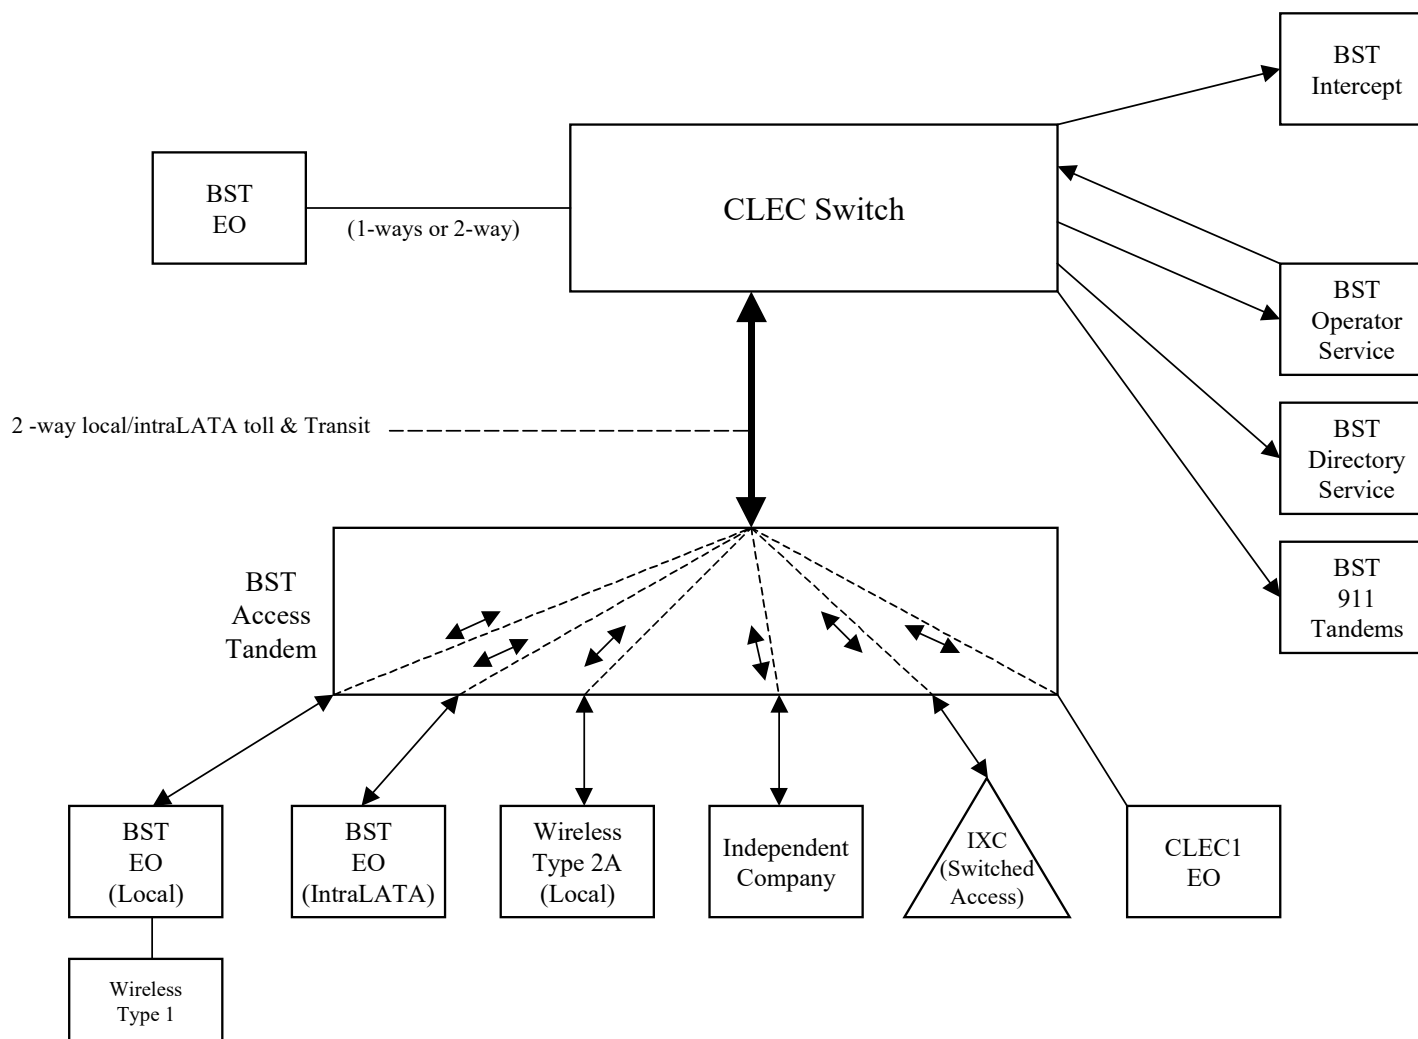 BST
Intercept
BST
EO
(1-ways or 2-way)
CLEC Switch
BST
Operator
Service
2 -way local/intraLATA toll & Transit
BST
Directory
Service
BST
Access
Tandem
BST
911
Tandems
BST
EO
(Local)
BST
EO
(IntraLATA)
Wireless
Type 2A
(Local)
Independent
Company
IXC
(Switched
Access)
CLEC1
EO
Wireless
Type 1